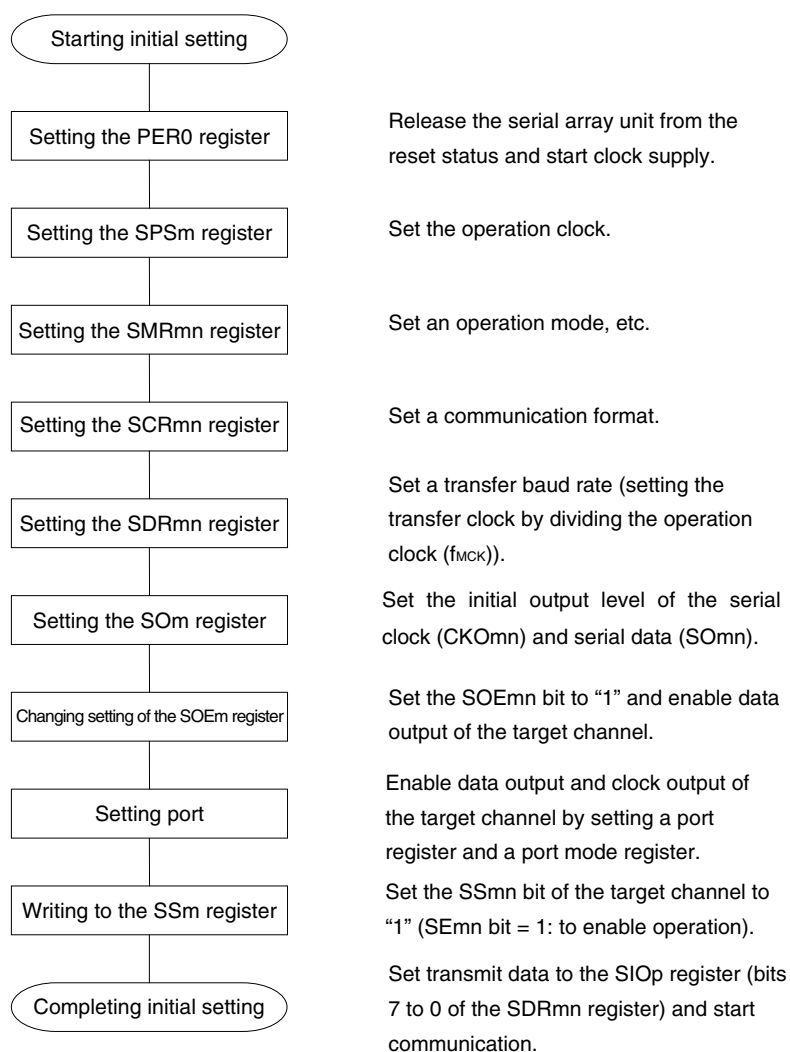 Starting initial setting
Setting the PER0 register
Release the serial array unit from the
reset status and start clock supply.
Setting the SPSm register
Set the operation clock.
Setting the SMRmn register
Set an operation mode, etc.
Setting the SCRmn register
Set a communication format.
Setting the SDRmn register
Set a transfer baud rate (setting the
transfer clock by dividing the operation
clock (fMCK)).
Setting the SOm register
Set the initial output level of the serial
clock (CKOmn) and serial data (SOmn).
Changing setting of the SOEm register
Set the SOEmn bit to “1” and enable data
output of the target channel.
Setting port
Enable data output and clock output of
the target channel by setting a port
register and a port mode register.
Writing to the SSm register
Set the SSmn bit of the target channel to
“1” (SEmn bit = 1: to enable operation).
Completing initial setting
Set transmit data to the SIOp register (bits
7 to 0 of the SDRmn register) and start
communication.